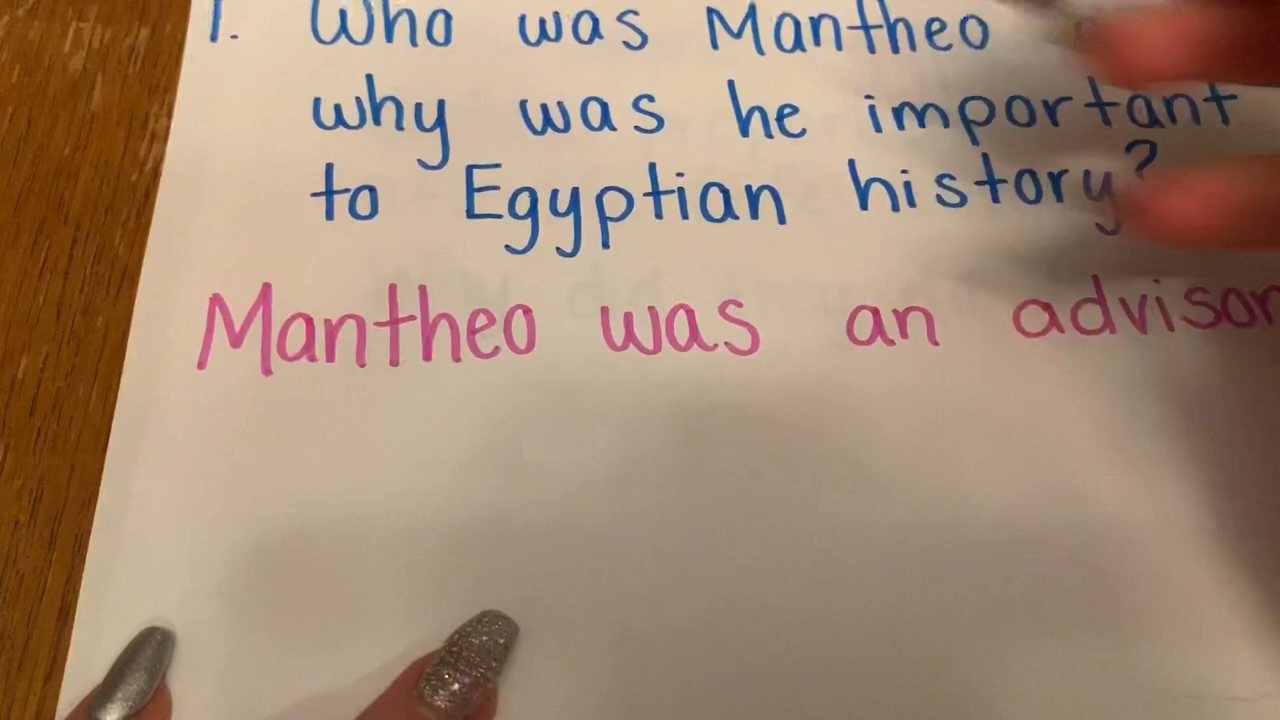 1. Who was Mantheo
why was he important
to Egyptian history?
Mantheo was an advisor